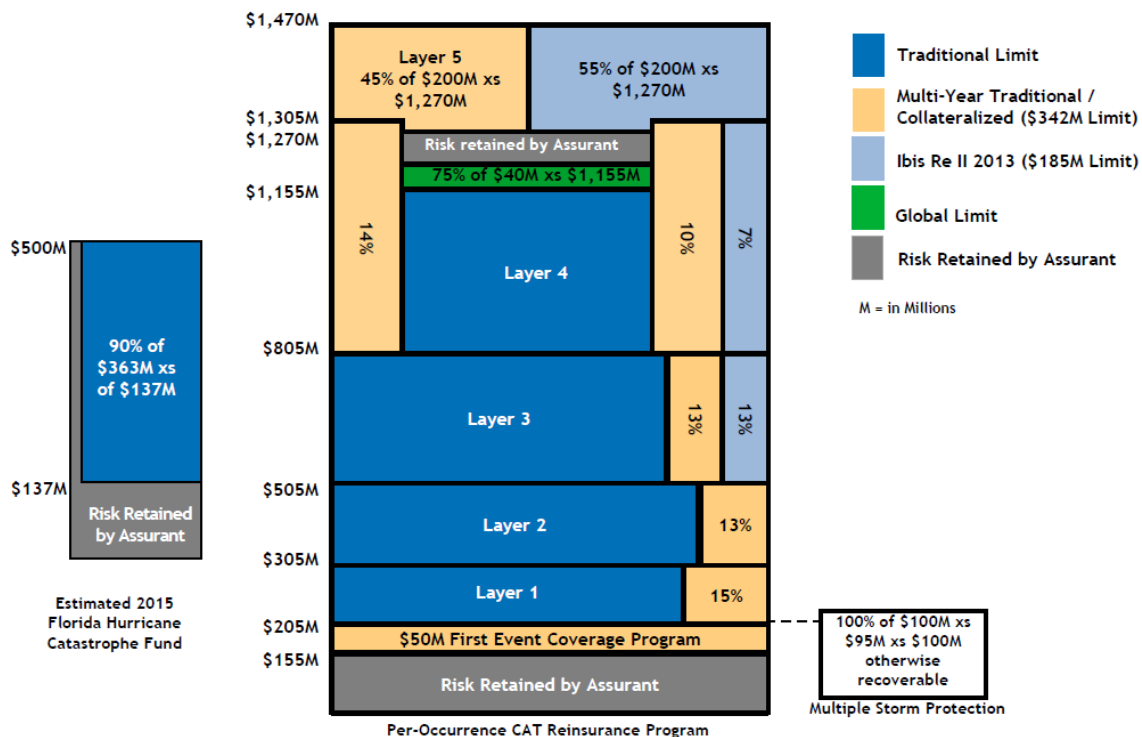 $1,470M
Layer 5
45% of $200M xs
$1,270M
55% of $200M xs
$1,270M
$1,305M
$1,270M
Risk retained by Assurant
75% of $40M xs $1,155M
$1,155M
14%
Layer 4
10%
7%
$805M
Layer 3
13%
13%
$505M
Layer 2
13%
$305M
Layer 1
15%
$205M
$50M First Event Coverage Program
$155M
Risk Retained by Assurant
Per-Occurrence CAT Reinsurance Program
$500M
90% of
$363M xs
of $137M
$137M
Risk Retained
by Assurant
Estimated 2015
Florida Hurricane
Catastrophe Fund
Traditional Limit
Multi-Year Traditional /
Collateralized ($342M Limit)
Ibis Re II 2013 ($185M Limit)
Global Limit
Risk Retained by Assurant
M = in Millions
100% of $100M xs
$95M xs $100M
otherwise
recoverable
Multiple Storm Protection